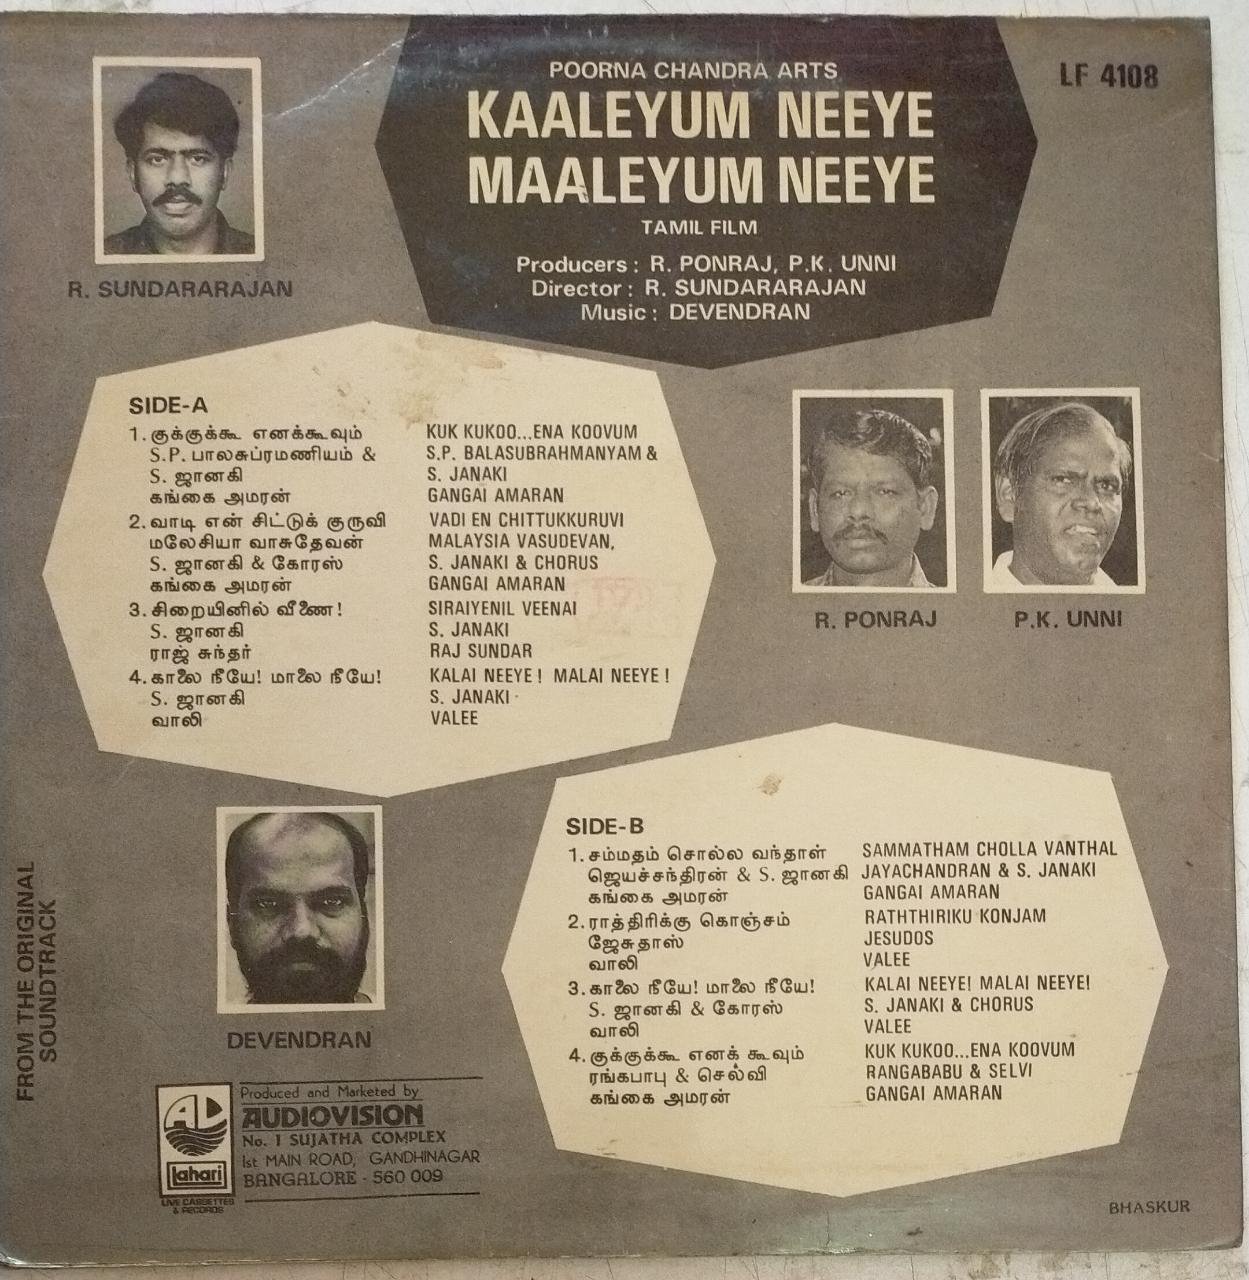 POORNA CHANDRA ARTS
LF 4108
KAALEYUM NEEYE
MAALEYUM NEEYE
TAMIL FILM
Producers : R. PONRAJ, P.K. UNNI
Director : R. SUNDARARAJAN
Music : DEVENDRAN
R. SUNDARARAJAN
SIDE-A
1. குக்குக்கூ எனக்கூவும் KUK KUKOO...ENA KOOVUM
S.P. பாலசுப்ரமணியம் & S.P. BALASUBRAHMANYAM &
S. ஜானகி S. JANAKI
கங்கை அமரன் GANGAI AMARAN
2. வாடி என் சிட்டுக் குருவி VADI EN CHITTUKKURUVI
மலேசியா வாசுதேவன் MALAYSIA VASUDEVAN,
S. ஜானகி & கோரஸ் S. JANAKI & CHORUS
கங்கை அமரன் GANGAI AMARAN
3. சிறையினில் வீணை! SIRAIYENIL VEENAI
S. ஜானகி S. JANAKI
ராஜ் சுந்தர் RAJ SUNDAR
4. காலை நீயே! மாலை நீயே! KALAI NEEYE! MALAI NEEYE!
S. ஜானகி S. JANAKI
வாலி VALEE
R. PONRAJ
P.K. UNNI
SIDE-B
1. சம்மதம் சொல்ல வந்தாள் SAMMATHAM CHOLLA VANTHAL
ஜெயச்சந்திரன் & S. ஜானகி JAYACHANDRAN & S. JANAKI
கங்கை அமரன் GANGAI AMARAN
2. ராத்திரிக்கு கொஞ்சம் RATHTHIRIKU KONJAM
ஜேசுதாஸ் JESUDOS
வாலி VALEE
3. காலை நீயே! மாலை நீயே! KALAI NEEYE! MALAI NEEYE!
S. ஜானகி & கோரஸ் S. JANAKI & CHORUS
வாலி VALEE
4. குக்குக்கூ எனக் கூவும் KUK KUKOO...ENA KOOVUM
ரங்கபாபு & செல்வி RANGABABU & SELVI
கங்கை அமரன் GANGAI AMARAN
DEVENDRAN
FROM THE ORIGINAL
SOUNDTRACK
Produced and Marketed by
AUDIOVISION
No. 1 SUJATHA COMPLEX
1st MAIN ROAD, GANDHINAGAR
BANGALORE - 560 009
lahari
LIVE CASSETTES
& RECORDS
BHASKUR